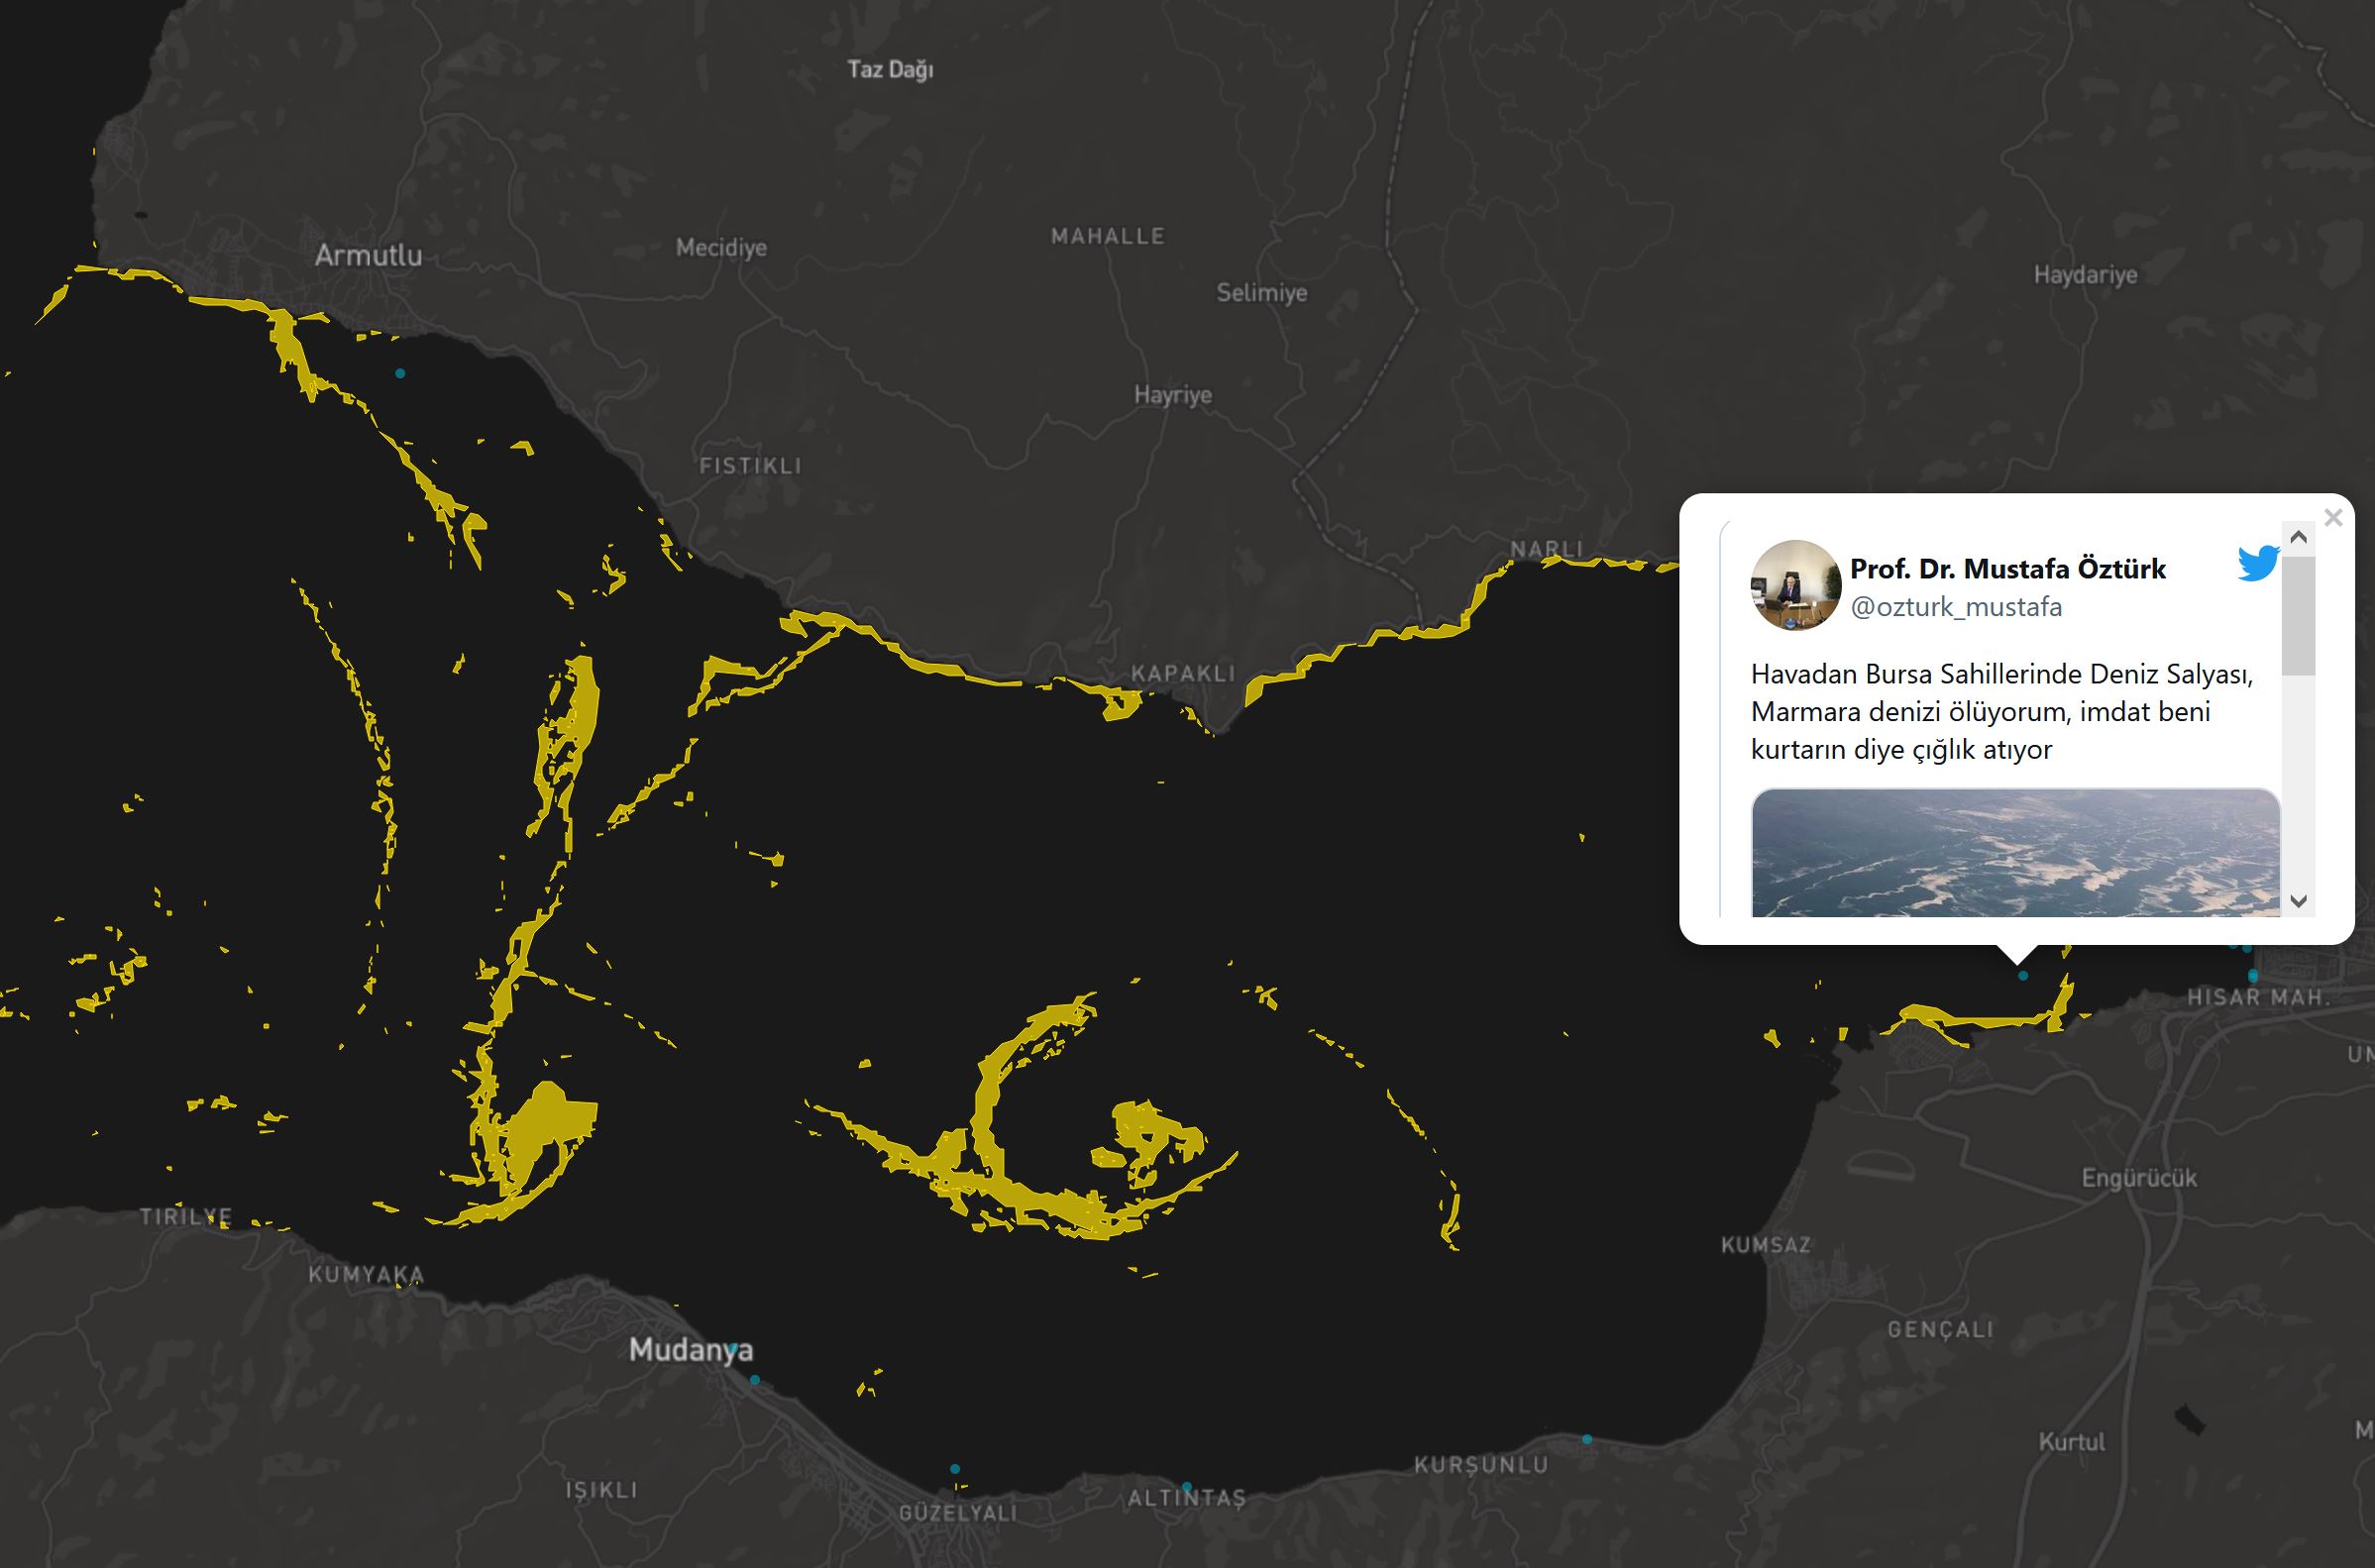 Taz Dağı
Armutlu
Mecidiye
MAHALLE
Selimiye
Haydariye
Hayriye
FISTIKLI
NARLI
KAPAKLI
Prof. Dr. Mustafa Öztürk
@ozturk_mustafa
Havadan Bursa Sahillerinde Deniz Salyası,
Marmara denizi ölüyorum, imdat beni
kurtarın diye çığlık atıyor
HISAR MAH.
UN
Engürücük
TIRILYE
KUMSAZ
KUMYAKA
GENÇALI
Mudanya
M
Kurtul
KURŞUNLU
IŞIKLI
ALTINTAŞ
GÜZELYALI